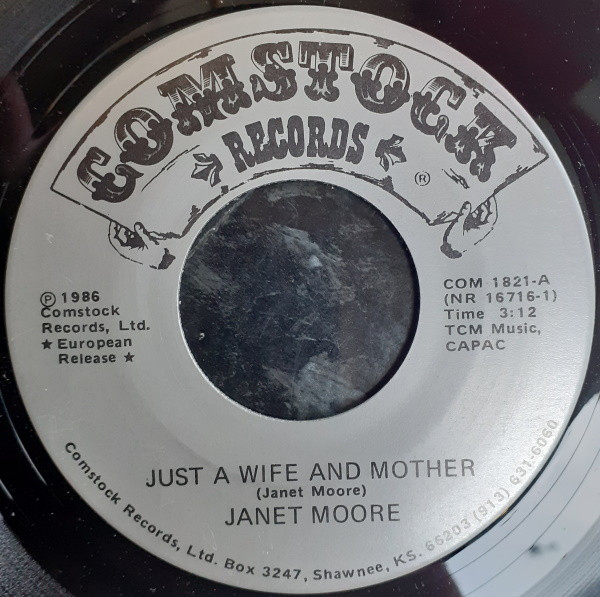 COMSTOCK
RECORDS
®
℗ 1986
Comstock
Records, Ltd.
★ European
Release ★
COM 1821-A
(NR 16716-1)
Time 3:12
TCM Music,
CAPAC
JUST A WIFE AND MOTHER
(Janet Moore)
JANET MOORE
Comstock Records, Ltd. Box 3247, Shawnee, KS. 66203 (913) 631-6060